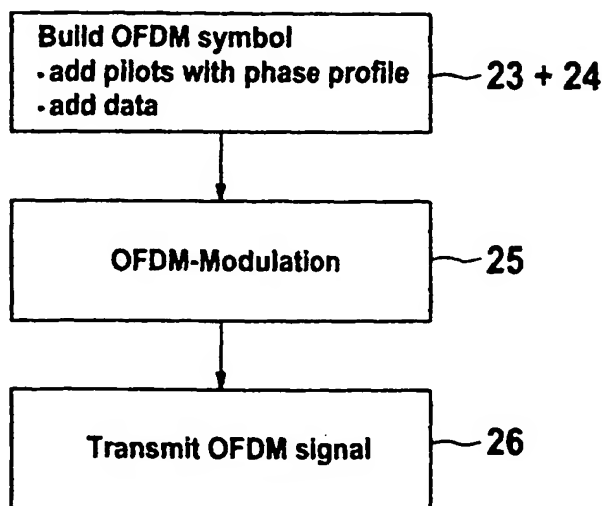 Build OFDM symbol
· add pilots with phase profile
· add data
23 + 24
OFDM-Modulation
25
Transmit OFDM signal
26